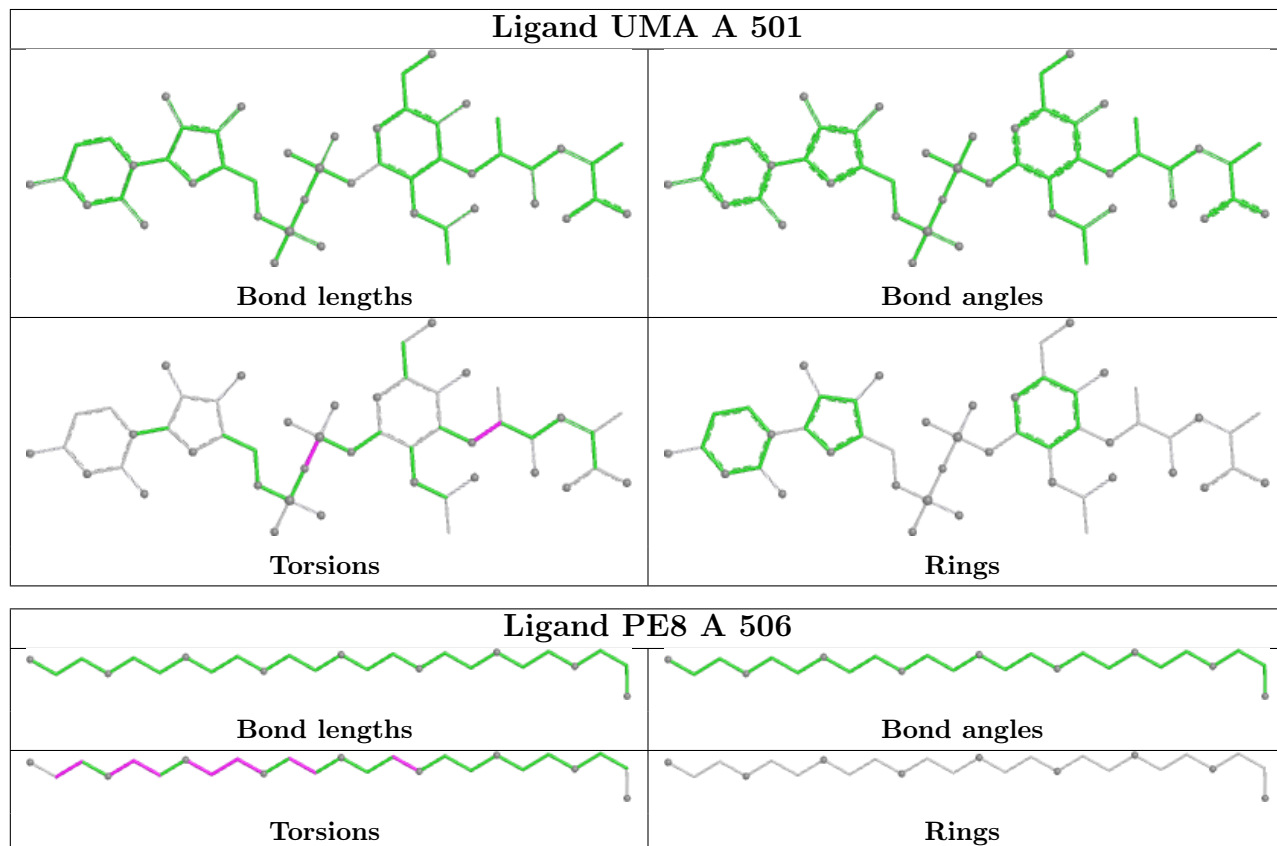 Ligand UMA A 501
Bond lengths
Bond angles
Torsions
Rings
Ligand PE8 A 506
Bond lengths
Bond angles
Torsions
Rings